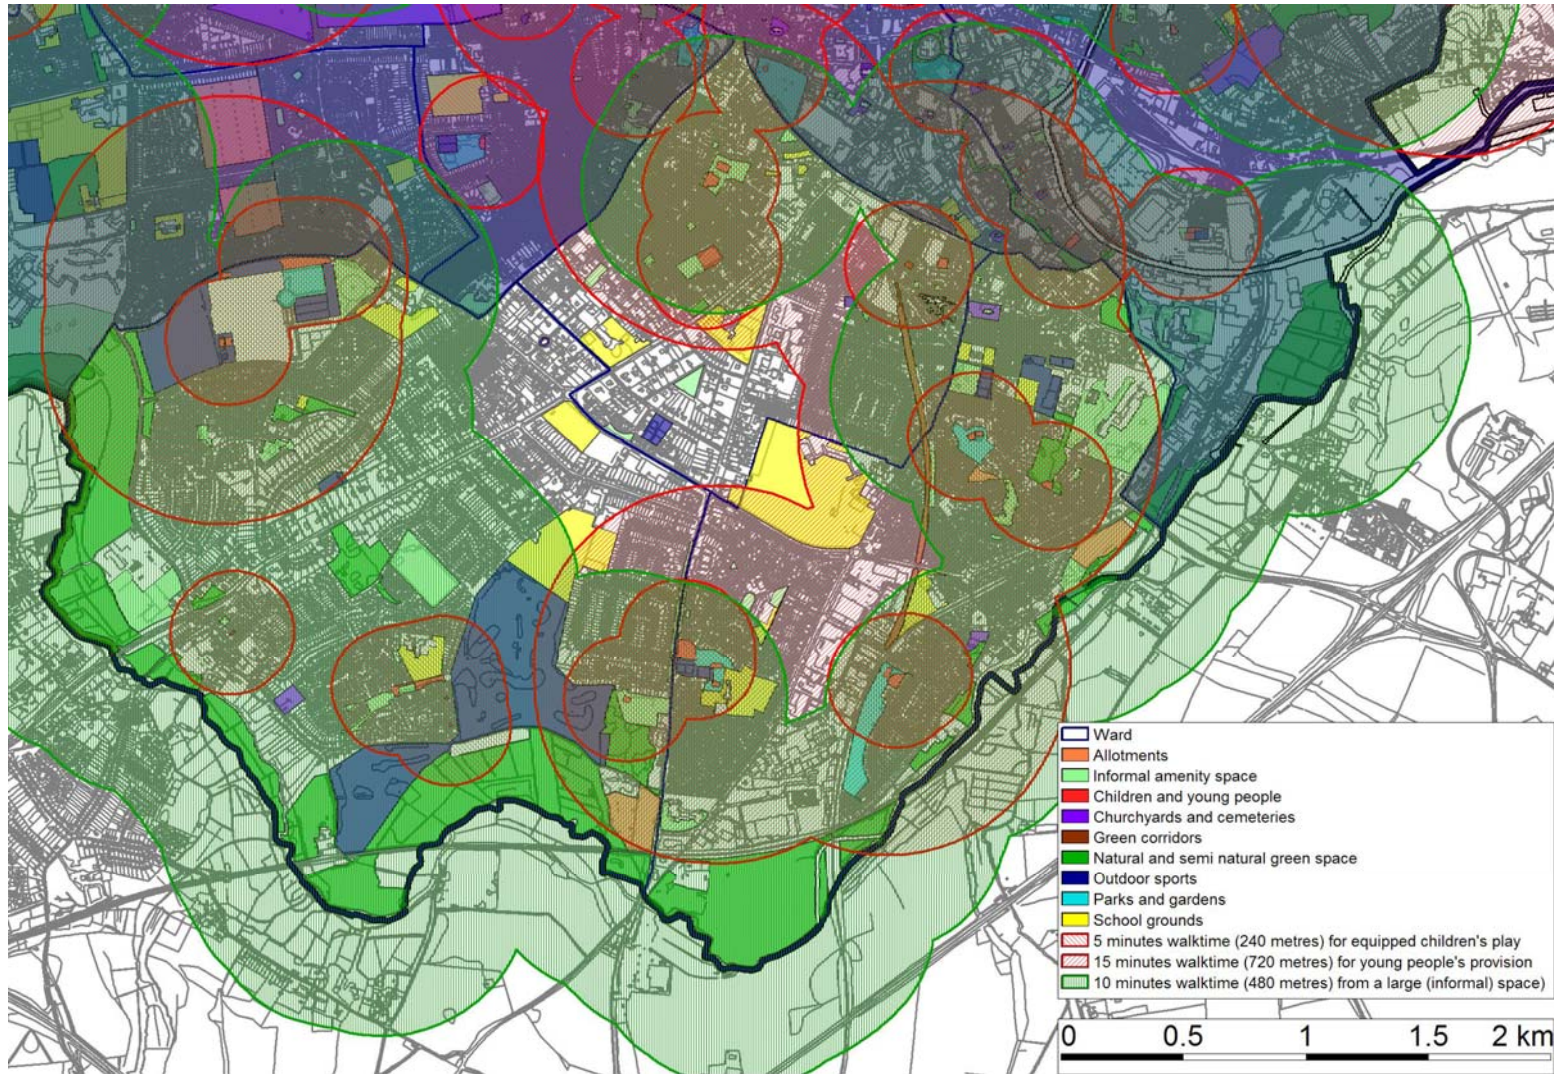 Ward
Allotments
Informal amenity space
Children and young people
Churchyards and cemeteries
Green corridors
Natural and semi natural green space
Outdoor sports
Parks and gardens
School grounds
5 minutes walktime (240 metres) for equipped children's play
15 minutes walktime (720 metres) for young people's provision
10 minutes walktime (480 metres) from a large (informal) space)
0 0.5 1 1.5 2 km